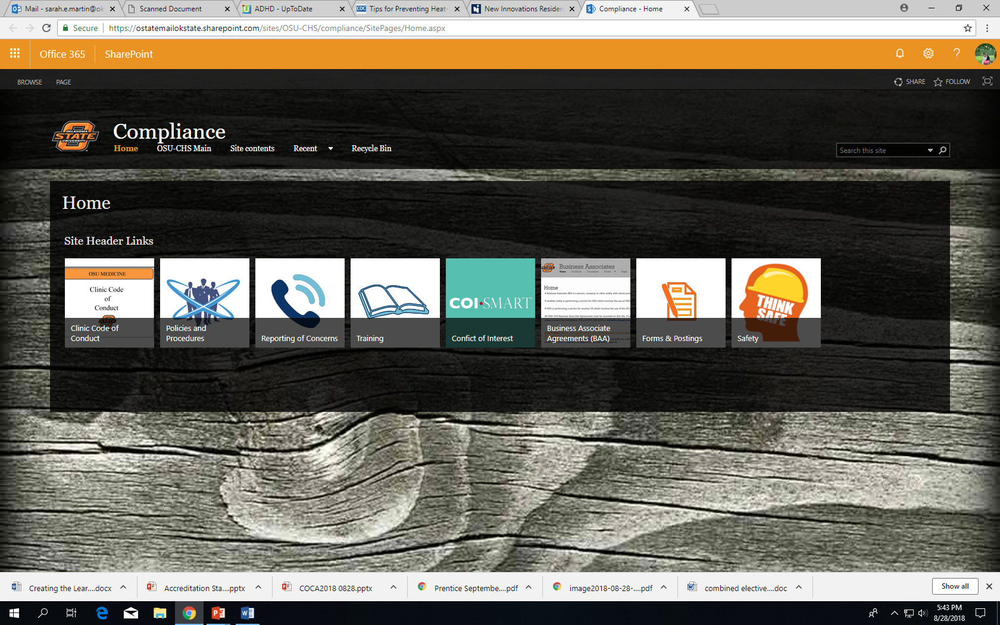 Mail - sarah.e.martin@ok
Scanned Document
ADHD - UpToDate
CDC Tips for Preventing Heat-
New Innovations Residen
Compliance - Home
Secure https://ostatemailokstate.sharepoint.com/sites/OSU-CHS/compliance/SitePages/Home.aspx
Office 365 SharePoint
BROWSE PAGE SHARE FOLLOW
OKLAHOMA
STATE
UNIVERSITY
Compliance
Home OSU-CHS Main Site contents Recent Recycle Bin
Search this site
Home
Site Header Links
OSU MEDICINE
Clinic Code
of
Conduct
Clinic Code of
Conduct
Policies and
Procedures
Reporting of Concerns
Training
COI·SMART
Confict of Interest
STATE Business Associates
Home
Business Associate
Agreements (BAA)
Forms & Postings
THINK
SAFE
Safety
Creating the Lear....docx
Accreditation Sta....pptx
COCA2018 0828.pptx
Prentice Septembe....pdf
image2018-08-28-....pdf
combined elective....doc
Show all
5:43 PM
8/28/2018